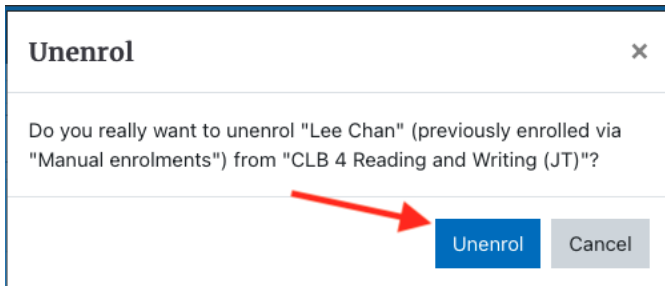 Unenrol ×
Do you really want to unenrol "Lee Chan" (previously enrolled via
"Manual enrolments") from "CLB 4 Reading and Writing (JT)"?
Unenrol Cancel